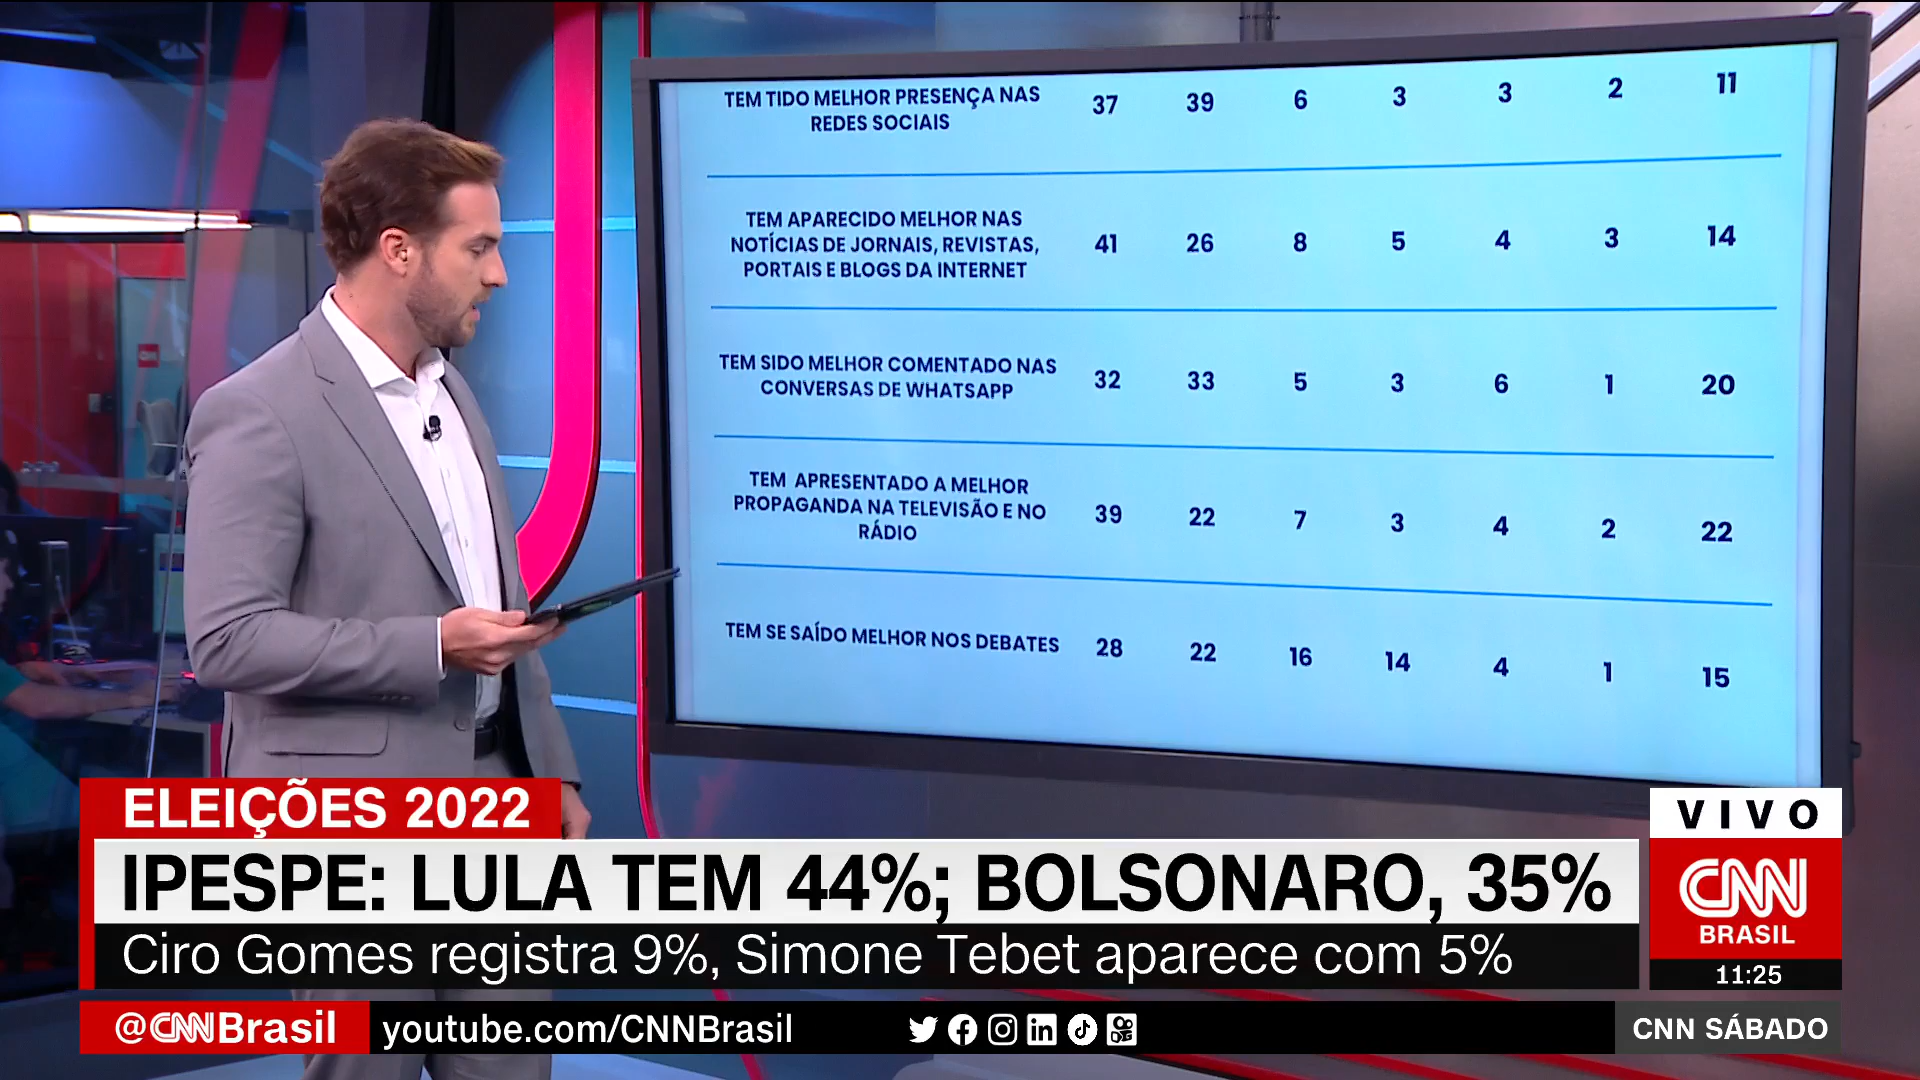 TEM TIDO MELHOR PRESENÇA NAS
REDES SOCIAIS
37 39 6 3 3 2 11
TEM APARECIDO MELHOR NAS
NOTÍCIAS DE JORNAIS, REVISTAS,
PORTAIS E BLOGS DA INTERNET
41 26 8 5 4 3 14
TEM SIDO MELHOR COMENTADO NAS
CONVERSAS DE WHATSAPP
32 33 5 3 6 1 20
TEM APRESENTADO A MELHOR
PROPAGANDA NA TELEVISÃO E NO
RÁDIO
39 22 7 3 4 2 22
TEM SE SAÍDO MELHOR NOS DEBATES
28 22 16 14 4 1 15
ELEIÇÕES 2022
IPESPE: LULA TEM 44%; BOLSONARO, 35%
Ciro Gomes registra 9%, Simone Tebet aparece com 5%
VIVO
CNN
BRASIL
11:25
@CNNBrasil youtube.com/CNNBrasil
CNN SÁBADO